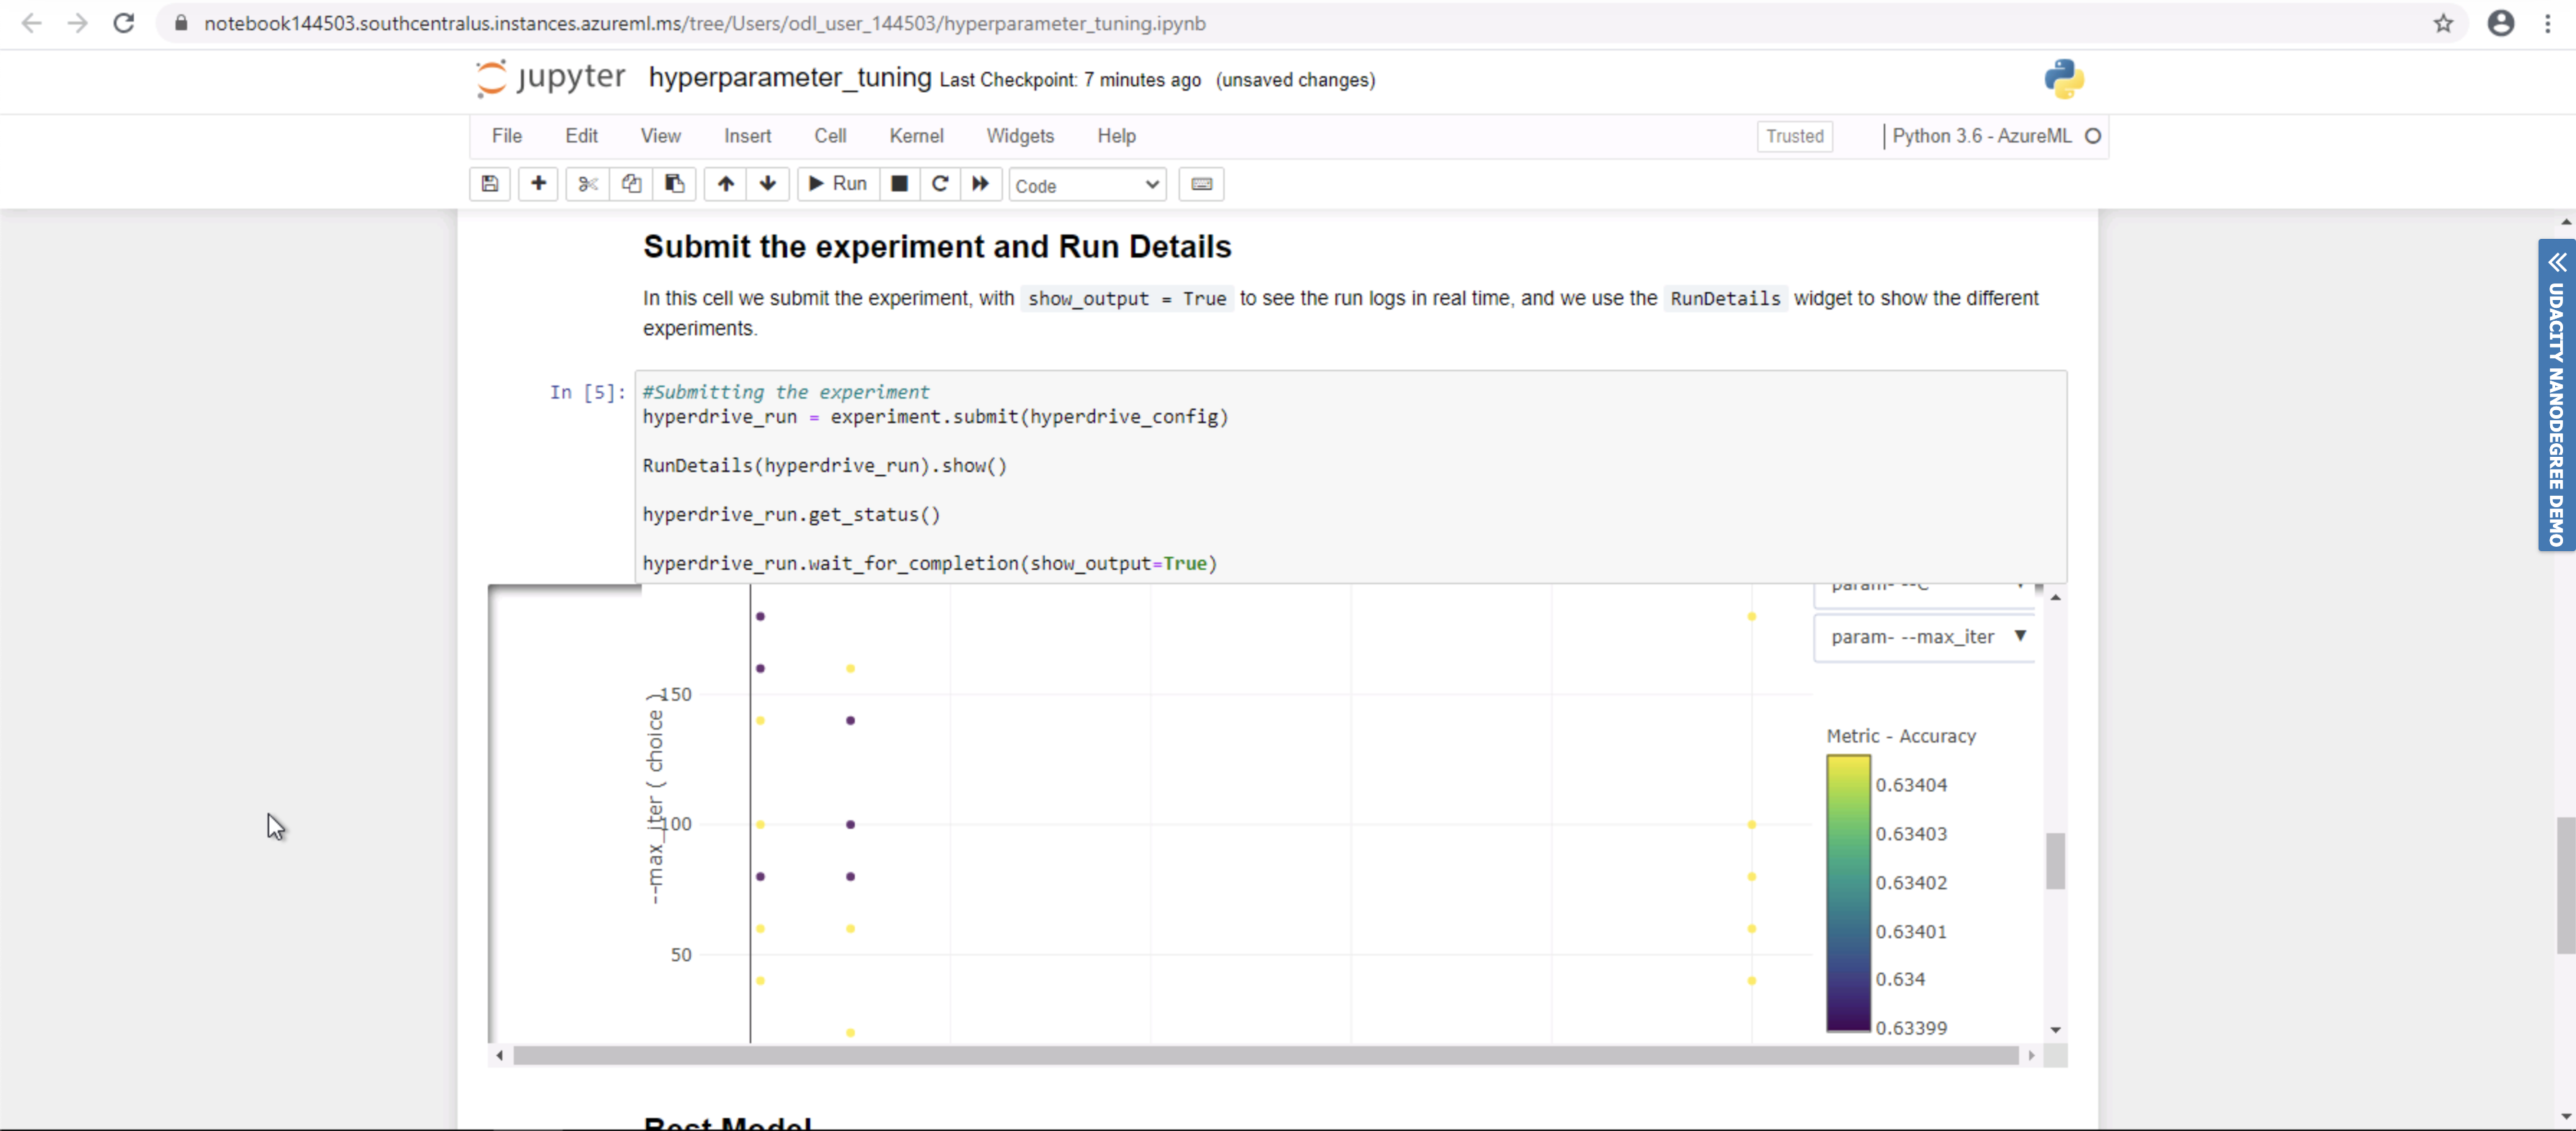 notebook144503.southcentralus.instances.azureml.ms/tree/Users/odl_user_144503/hyperparameter_tuning.ipynb
jupyter hyperparameter_tuning Last Checkpoint: 7 minutes ago (unsaved changes)
File Edit View Insert Cell Kernel Widgets Help Trusted Python 3.6 - AzureML
Run Code
Submit the experiment and Run Details
In this cell we submit the experiment, with show_output = True to see the run logs in real time, and we use the RunDetails widget to show the different
experiments.
In [5]: #Submitting the experiment
hyperdrive_run = experiment.submit(hyperdrive_config)
RunDetails(hyperdrive_run).show()
hyperdrive_run.get_status()
hyperdrive_run.wait_for_completion(show_output=True)
param- --C
param- --max_iter
150
100
50
--max_iter ( choice )
Metric - Accuracy
0.63404
0.63403
0.63402
0.63401
0.634
0.63399
Best Model
UDACITY NANODEGREE DEMO